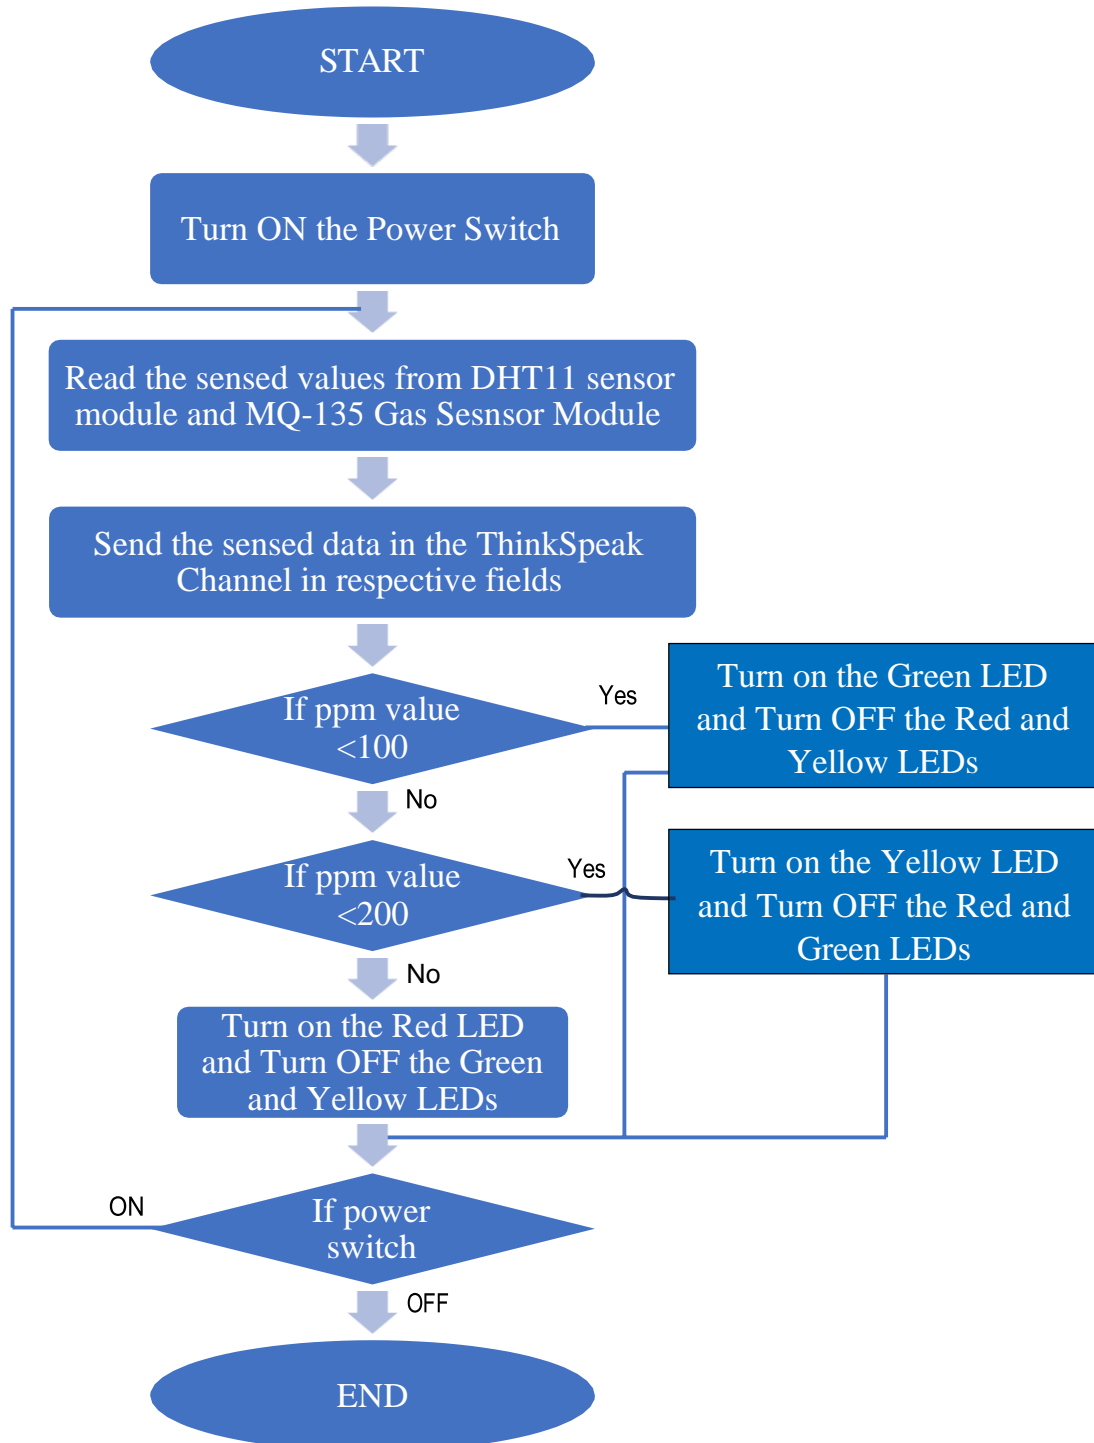 START
Turn ON the Power Switch
Read the sensed values from DHT11 sensor
module and MQ-135 Gas Sesnsor Module
Send the sensed data in the ThinkSpeak
Channel in respective fields
If ppm value
<100
Yes
Turn on the Green LED
and Turn OFF the Red and
Yellow LEDs
No
If ppm value
<200
Yes
Turn on the Yellow LED
and Turn OFF the Red and
Green LEDs
No
Turn on the Red LED
and Turn OFF the Green
and Yellow LEDs
ON
If power
switch
OFF
END